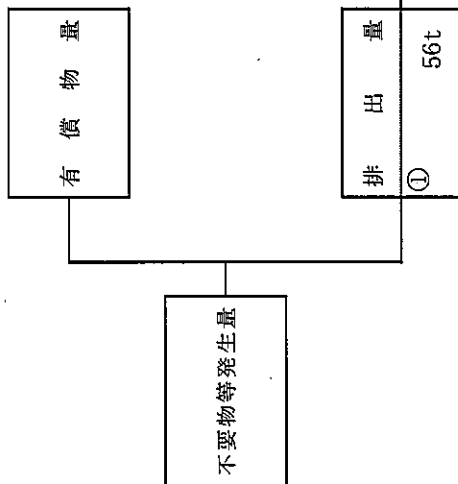 有償物量
不要物等発生量
排出量
① 56t